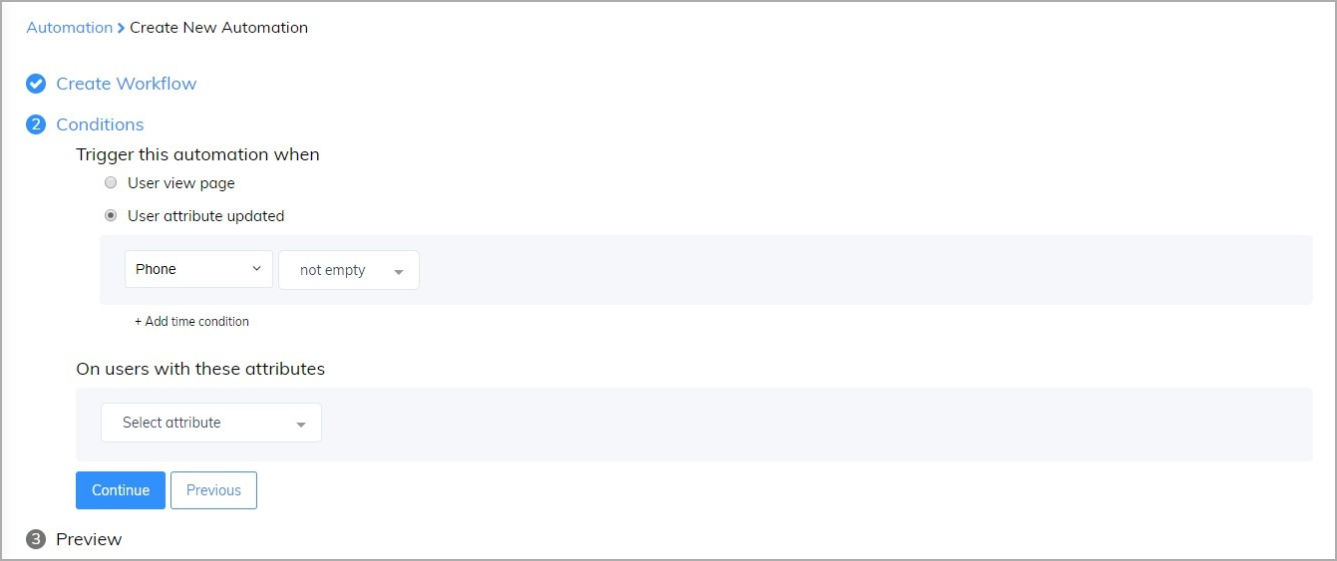 Automation > Create New Automation
Create Workflow
2 Conditions
Trigger this automation when
User view page
User attribute updated
Phone not empty
+ Add time condition
On users with these attributes
Select attribute
Continue Previous
3 Preview